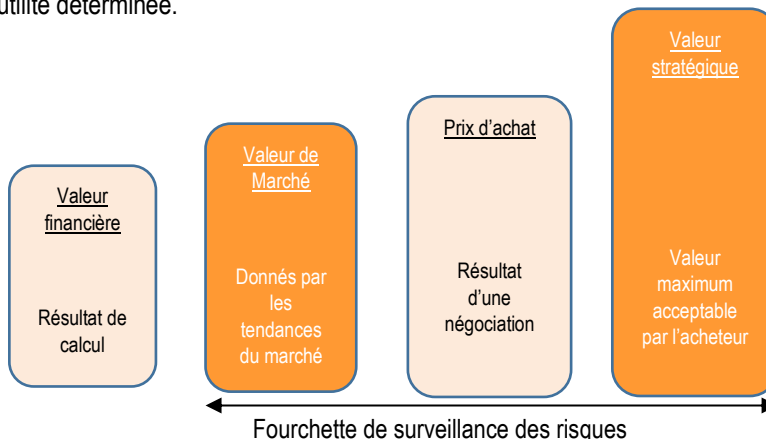 utilité déterminée.
Valeur
financière
Résultat de
calcul
Valeur de
Marché
Donnés par
les
tendances
du marché
Prix d'achat
Résultat
d'une
négociation
Valeur
stratégique
Valeur
maximum
acceptable
par l'acheteur
Fourchette de surveillance des risques